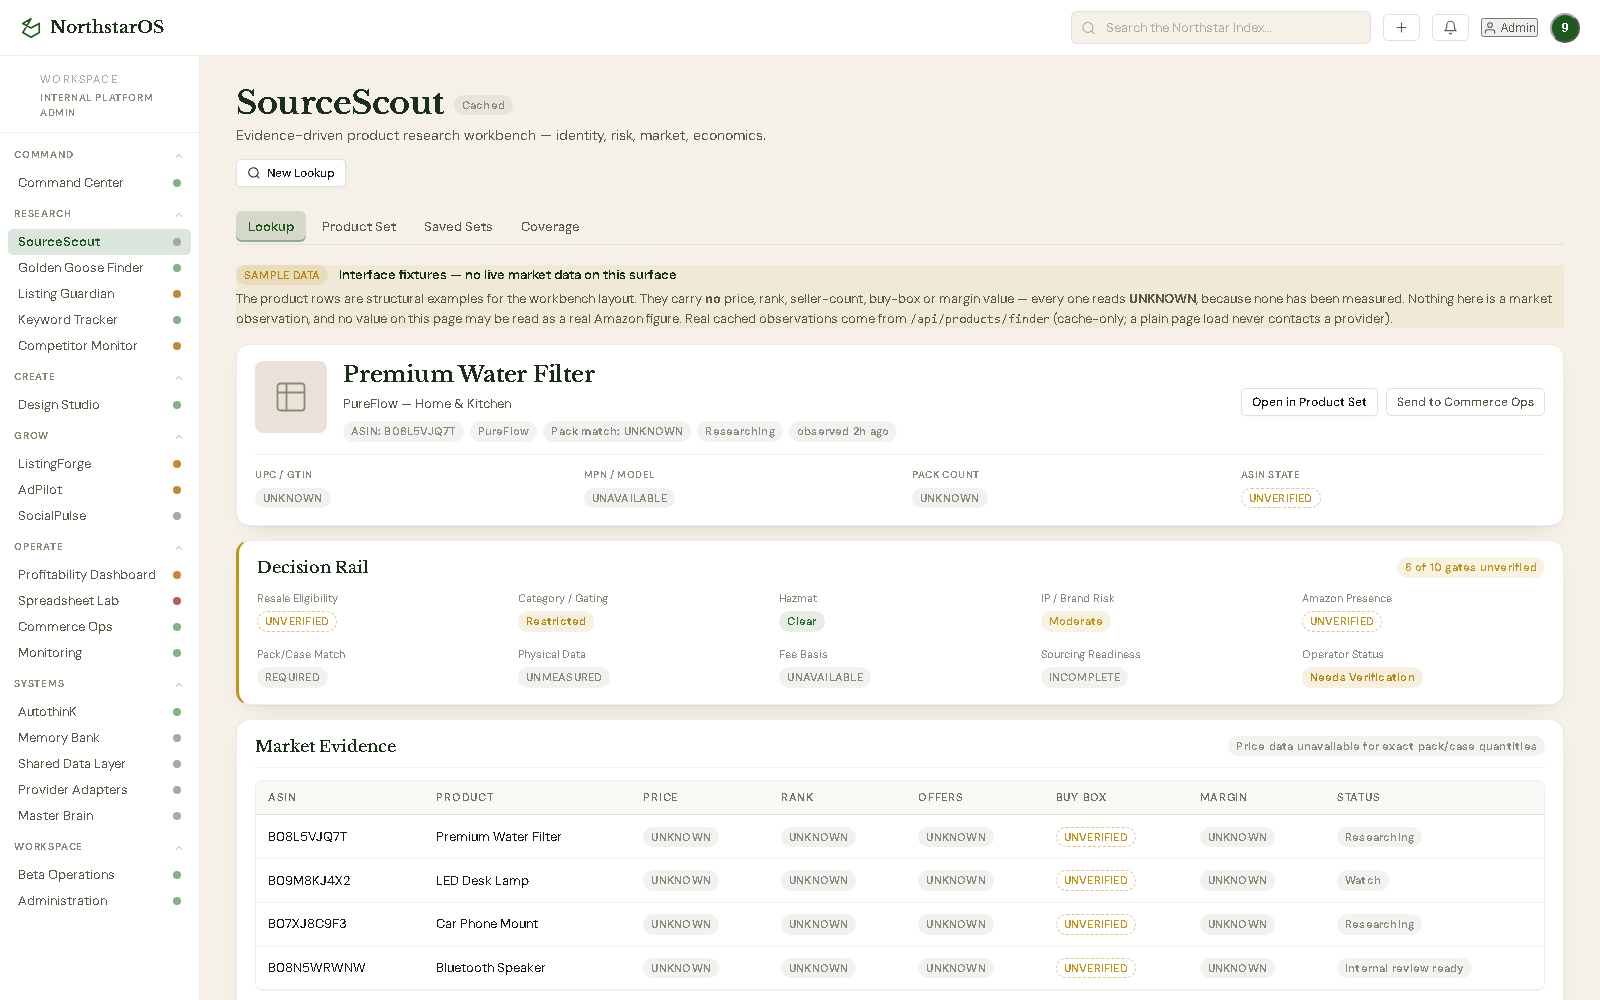 NorthstarOS
Search the Northstar Index...
Admin
9
WORKSPACE
INTERNAL PLATFORM
ADMIN
COMMAND
Command Center
RESEARCH
SourceScout
Golden Goose Finder
Listing Guardian
Keyword Tracker
Competitor Monitor
CREATE
Design Studio
GROW
ListingForge
AdPilot
SocialPulse
OPERATE
Profitability Dashboard
Spreadsheet Lab
Commerce Ops
Monitoring
SYSTEMS
AutothinK
Memory Bank
Shared Data Layer
Provider Adapters
Master Brain
WORKSPACE
Beta Operations
Administration
SourceScout Cached
Evidence-driven product research workbench — identity, risk, market, economics.
New Lookup
Lookup Product Set Saved Sets Coverage
SAMPLE DATA Interface fixtures — no live market data on this surface
The product rows are structural examples for the workbench layout. They carry no price, rank, seller-count, buy-box or margin value — every one reads UNKNOWN, because none has been measured. Nothing here is a market
observation, and no value on this page may be read as a real Amazon figure. Real cached observations come from /api/products/finder (cache-only; a plain page load never contacts a provider).
Premium Water Filter
PureFlow — Home & Kitchen
ASIN: B08L5VJQ7T PureFlow Pack match: UNKNOWN Researching observed 2h ago
Open in Product Set Send to Commerce Ops
UPC / GTIN MPN / MODEL PACK COUNT ASIN STATE
UNKNOWN UNAVAILABLE UNKNOWN UNVERIFIED
Decision Rail 6 of 10 gates unverified
Resale Eligibility Category / Gating Hazmat IP / Brand Risk Amazon Presence
UNVERIFIED Restricted Clear Moderate UNVERIFIED
Pack/Case Match Physical Data Fee Basis Sourcing Readiness Operator Status
REQUIRED UNMEASURED UNAVAILABLE INCOMPLETE Needs Verification
Market Evidence Price data unavailable for exact pack/case quantities
ASIN PRODUCT PRICE RANK OFFERS BUY BOX MARGIN STATUS
B08L5VJQ7T Premium Water Filter UNKNOWN UNKNOWN UNKNOWN UNVERIFIED UNKNOWN Researching
B09M8KJ4X2 LED Desk Lamp UNKNOWN UNKNOWN UNKNOWN UNVERIFIED UNKNOWN Watch
B07XJ8C9F3 Car Phone Mount UNKNOWN UNKNOWN UNKNOWN UNVERIFIED UNKNOWN Researching
B08N5WRWNW Bluetooth Speaker UNKNOWN UNKNOWN UNKNOWN UNVERIFIED UNKNOWN Internal review ready